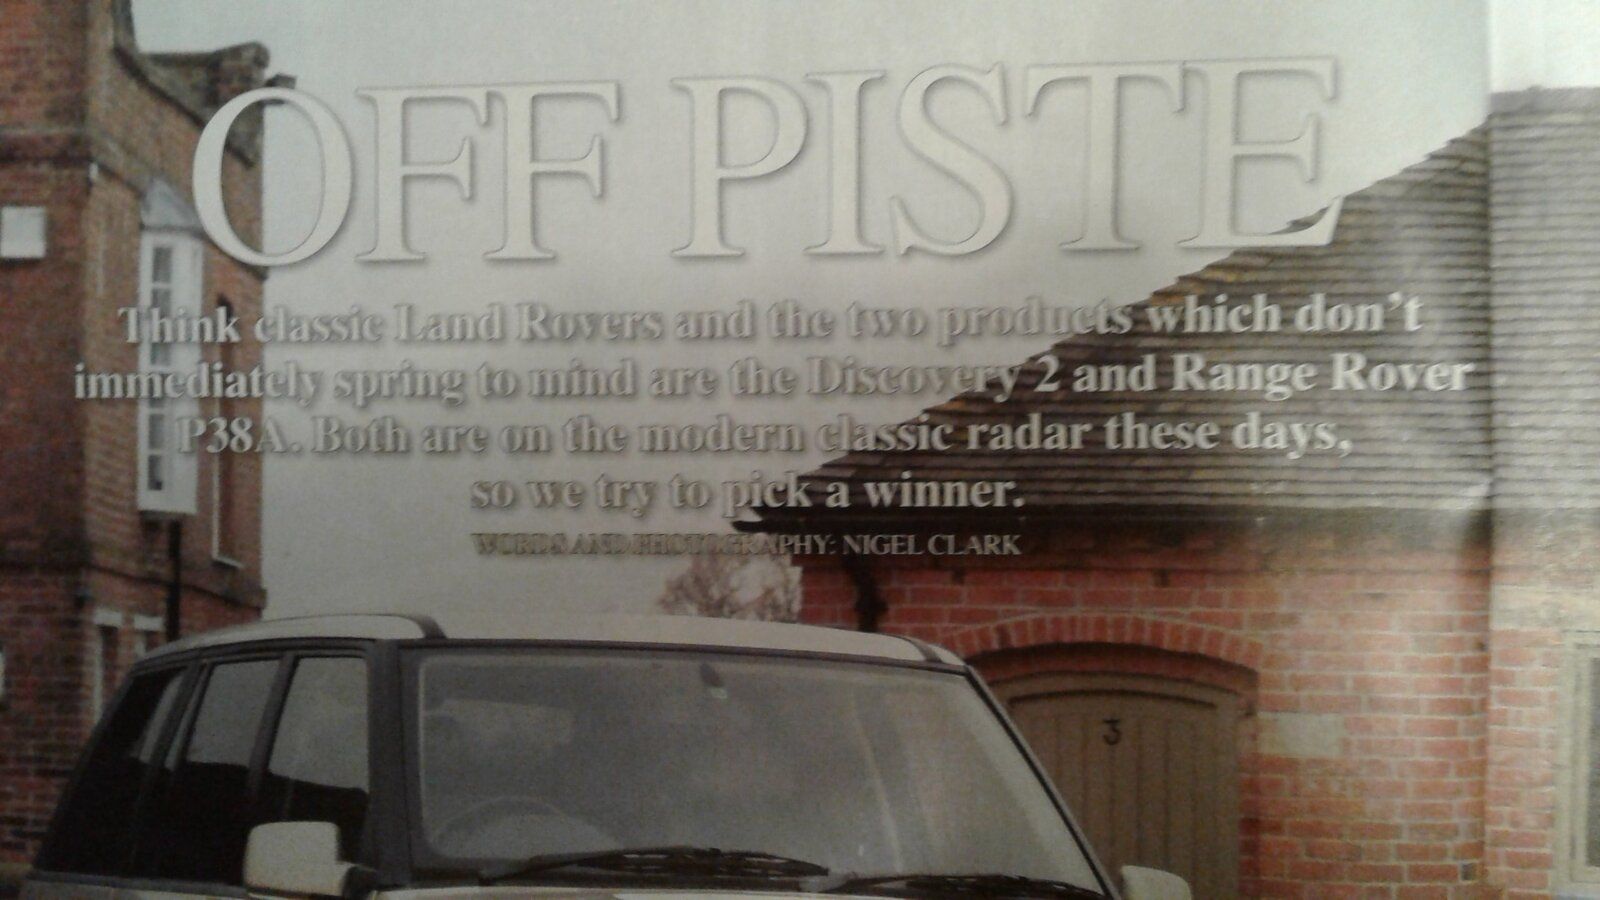 OFF PISTE
Think classic Land Rovers and the two products which don't
immediately spring to mind are the Discovery 2 and Range Rover
P38A. Both are on the modern classic radar these days,
so we try to pick a winner.
WORDS AND PHOTOGRAPHY: NIGEL CLARK
3